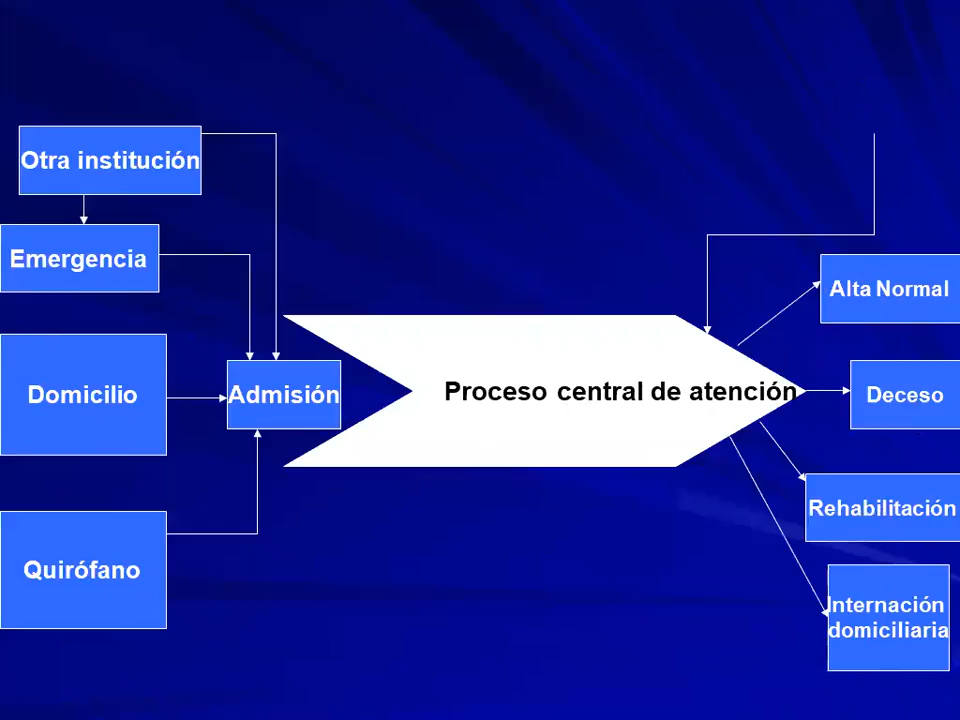 Otra institución
Emergencia
Domicilio
Quirófano
Admisión
Proceso central de atención
Alta Normal
Deceso
Rehabilitación
Internación
domiciliaria